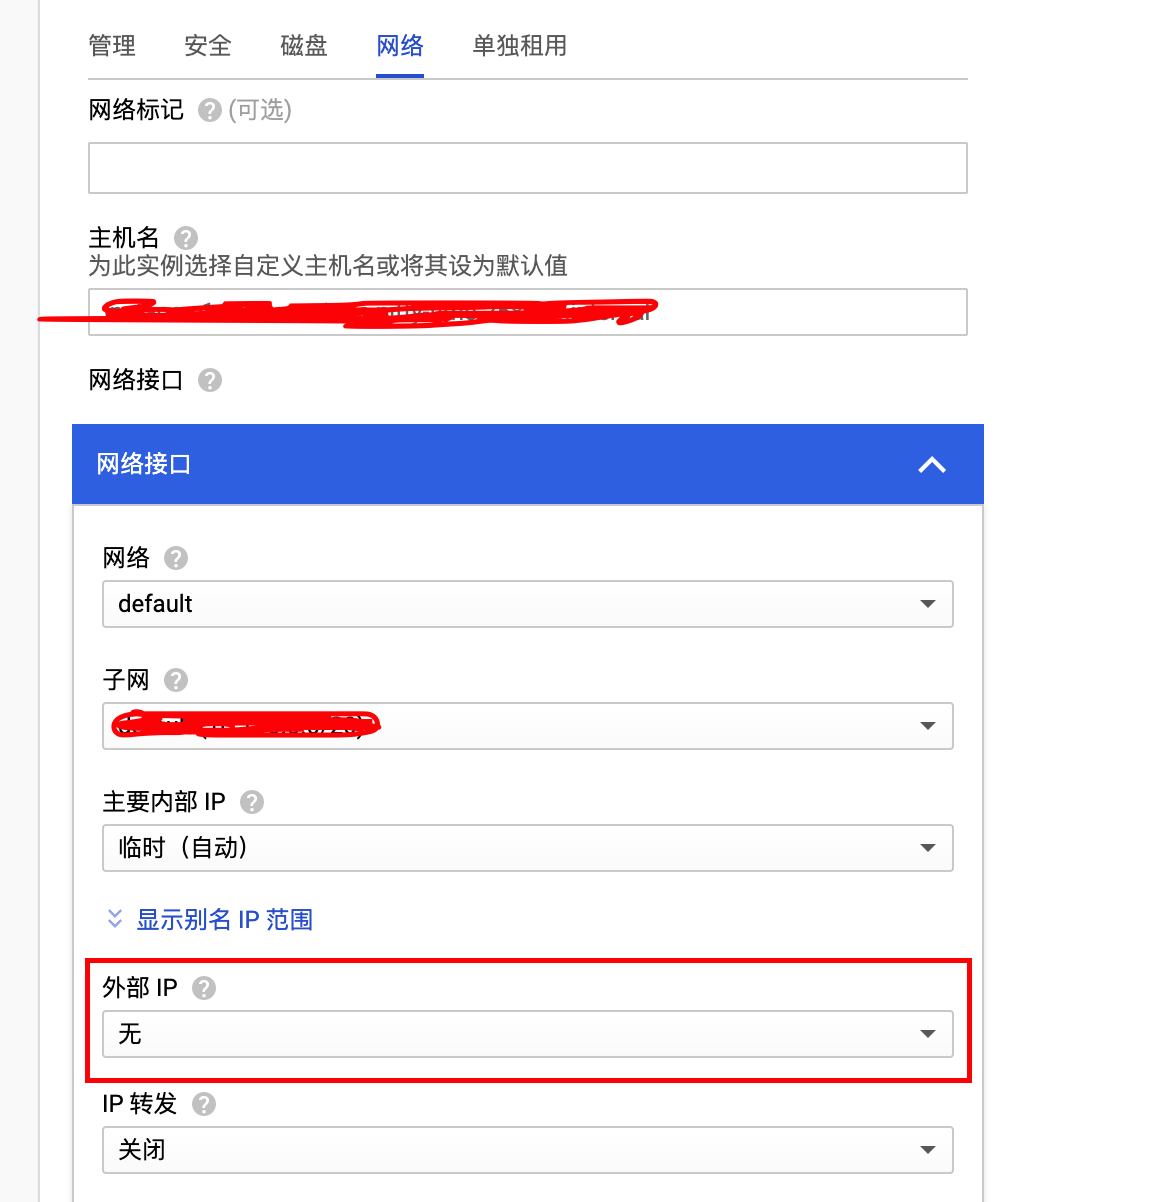 管理 安全 磁盘 网络 单独租用
网络标记 (可选)
主机名
为此实例选择自定义主机名或将其设为默认值
网络接口
网络接口
网络
default
子网
主要内部 IP
临时（自动）
显示别名 IP 范围
外部 IP
无
IP 转发
关闭